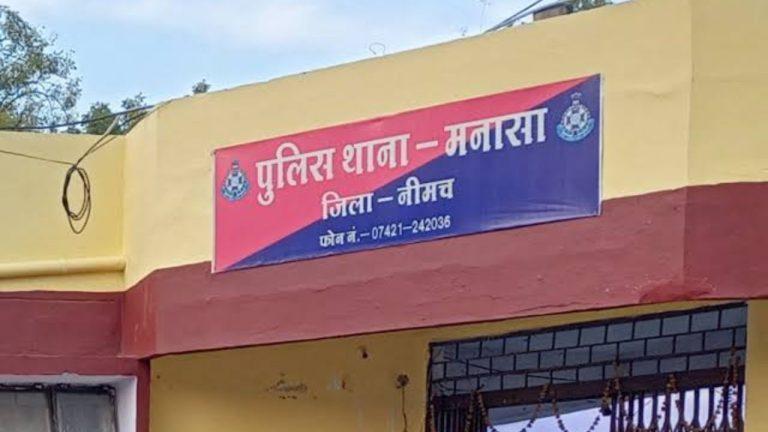 पुलिस थाना – मनासा
जिला – नीमच
फोन नं.–07421–242036